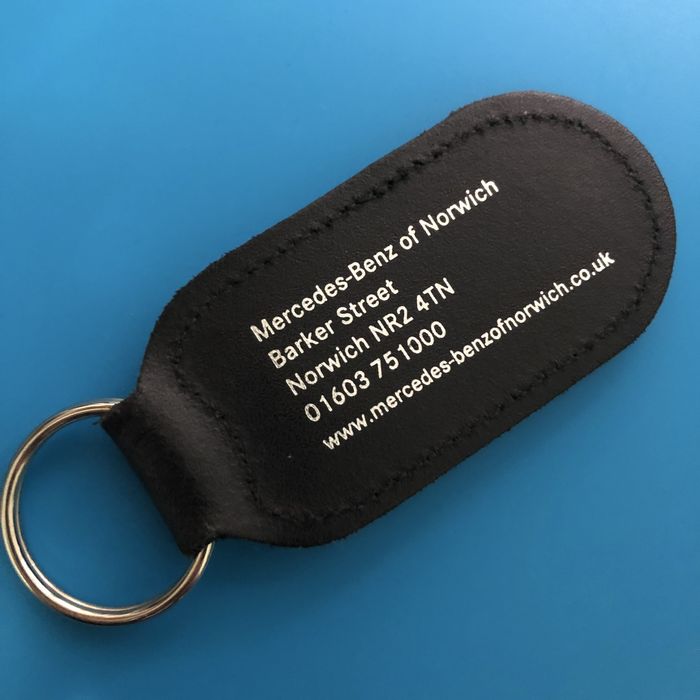 Mercedes-Benz of Norwich
Barker Street
Norwich NR2 4TN
01603 751000
www.mercedes-benzofnorwich.co.uk